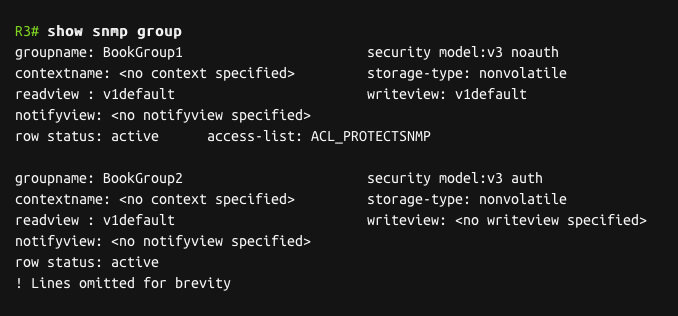 R3# show snmp group
groupname: BookGroup1 security model:v3 noauth
contextname: <no context specified> storage-type: nonvolatile
readview : v1default writeview: v1default
notifyview: <no notifyview specified>
row status: active access-list: ACL_PROTECTSNMP
groupname: BookGroup2 security model:v3 auth
contextname: <no context specified> storage-type: nonvolatile
readview : v1default writeview: <no writeview specified>
notifyview: <no notifyview specified>
row status: active
! Lines omitted for brevity